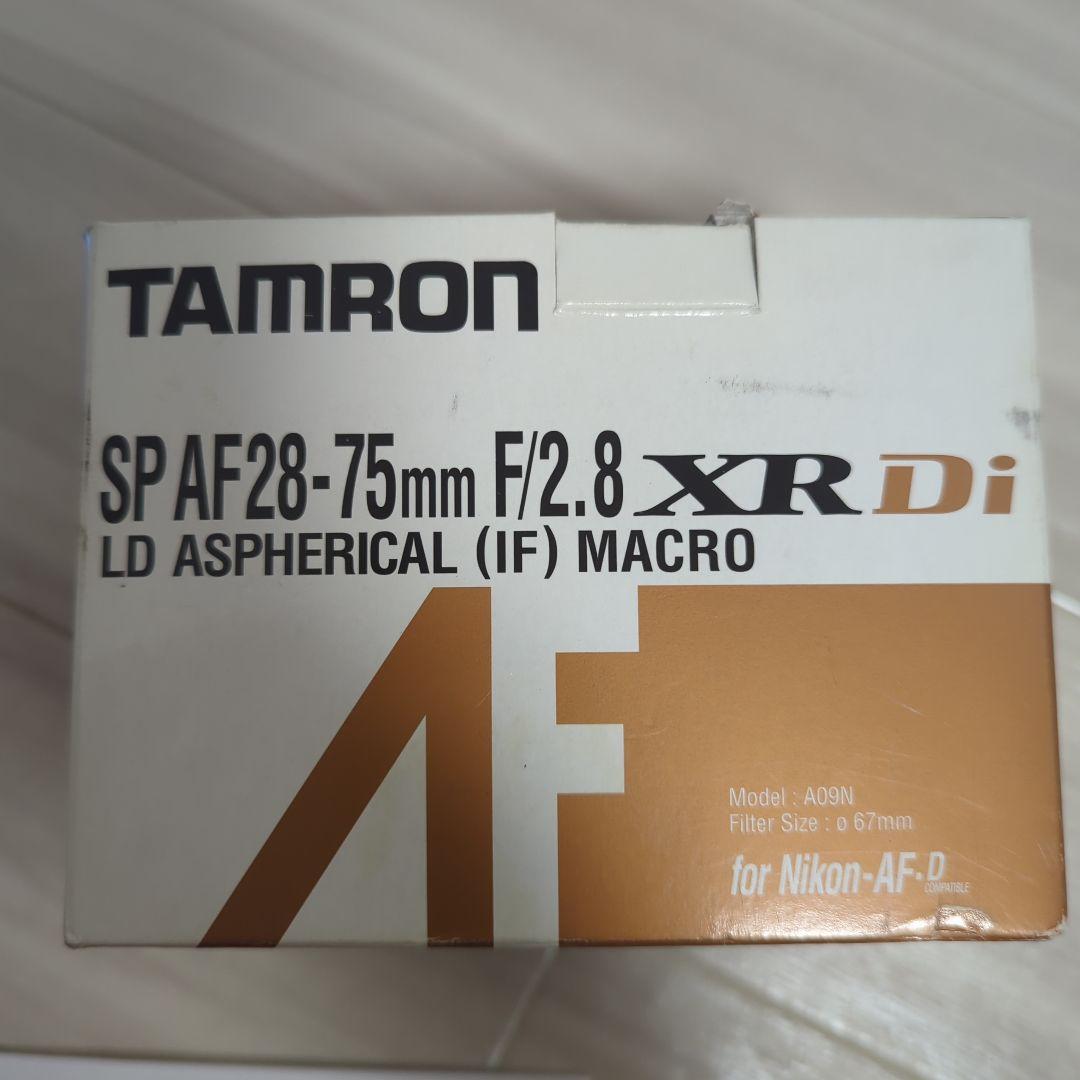 TAMRON
SP AF28-75mm F/2.8 XR Di
LD ASPHERICAL (IF) MACRO
AF
Model : A09N
Filter Size : ø 67mm
for Nikon-AF-D
COMPATIBLE